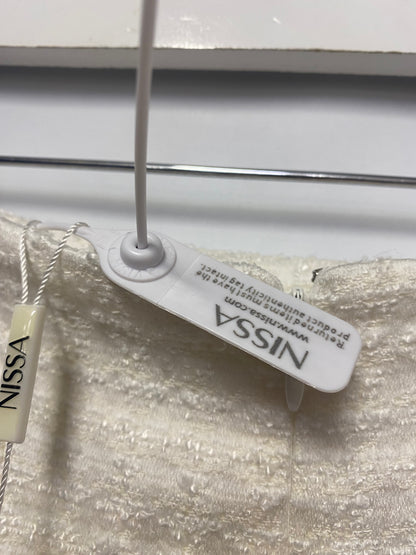 NISSA
NISSA
www.nissa.com
Returned items must have the
product authenticity tag intact